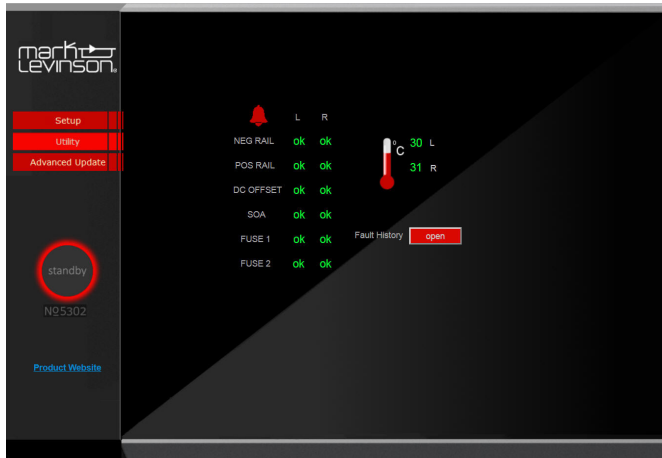 mark
Levinson®
Setup
Utility
Advanced Update
standby
Nº5302
Product Website
L R
NEG RAIL ok ok
POS RAIL ok ok
DC OFFSET ok ok
SOA ok ok
FUSE 1 ok ok
FUSE 2 ok ok
°C 30 L
31 R
Fault History open